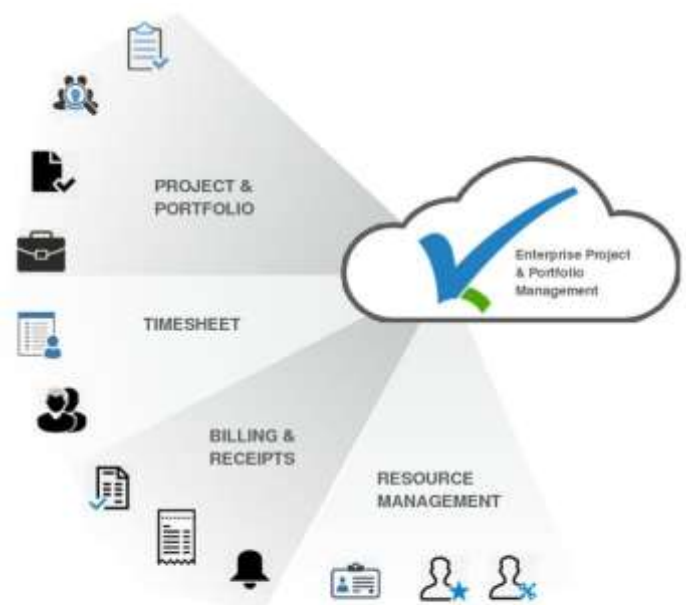 PROJECT &
PORTFOLIO
Enterprise Project
& Portfolio
Management
TIMESHEET
BILLING &
RECEIPTS
RESOURCE
MANAGEMENT